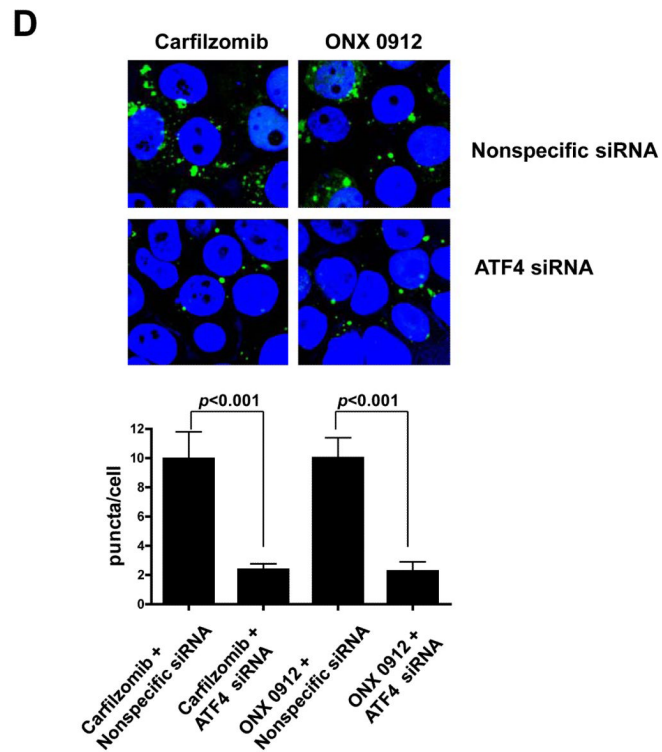 D
Carfilzomib
ONX 0912
Nonspecific siRNA
ATF4 siRNA
p<0.001
p<0.001
puncta/cell
12
10
8
6
4
2
0
Carfilzomib +
Nonspecific siRNA
Carfilzomib +
ATF4 siRNA
ONX 0912 +
Nonspecific siRNA
ONX 0912 +
ATF4 siRNA